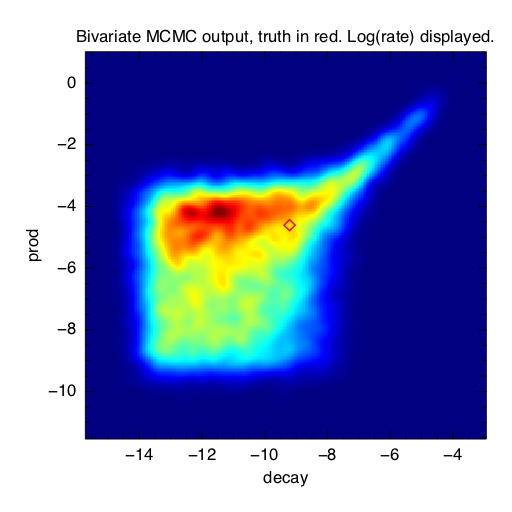 Bivariate MCMC output, truth in red. Log(rate) displayed.
0
−2
−4
−6
−8
−10
prod
−14 −12 −10 −8 −6 −4
decay